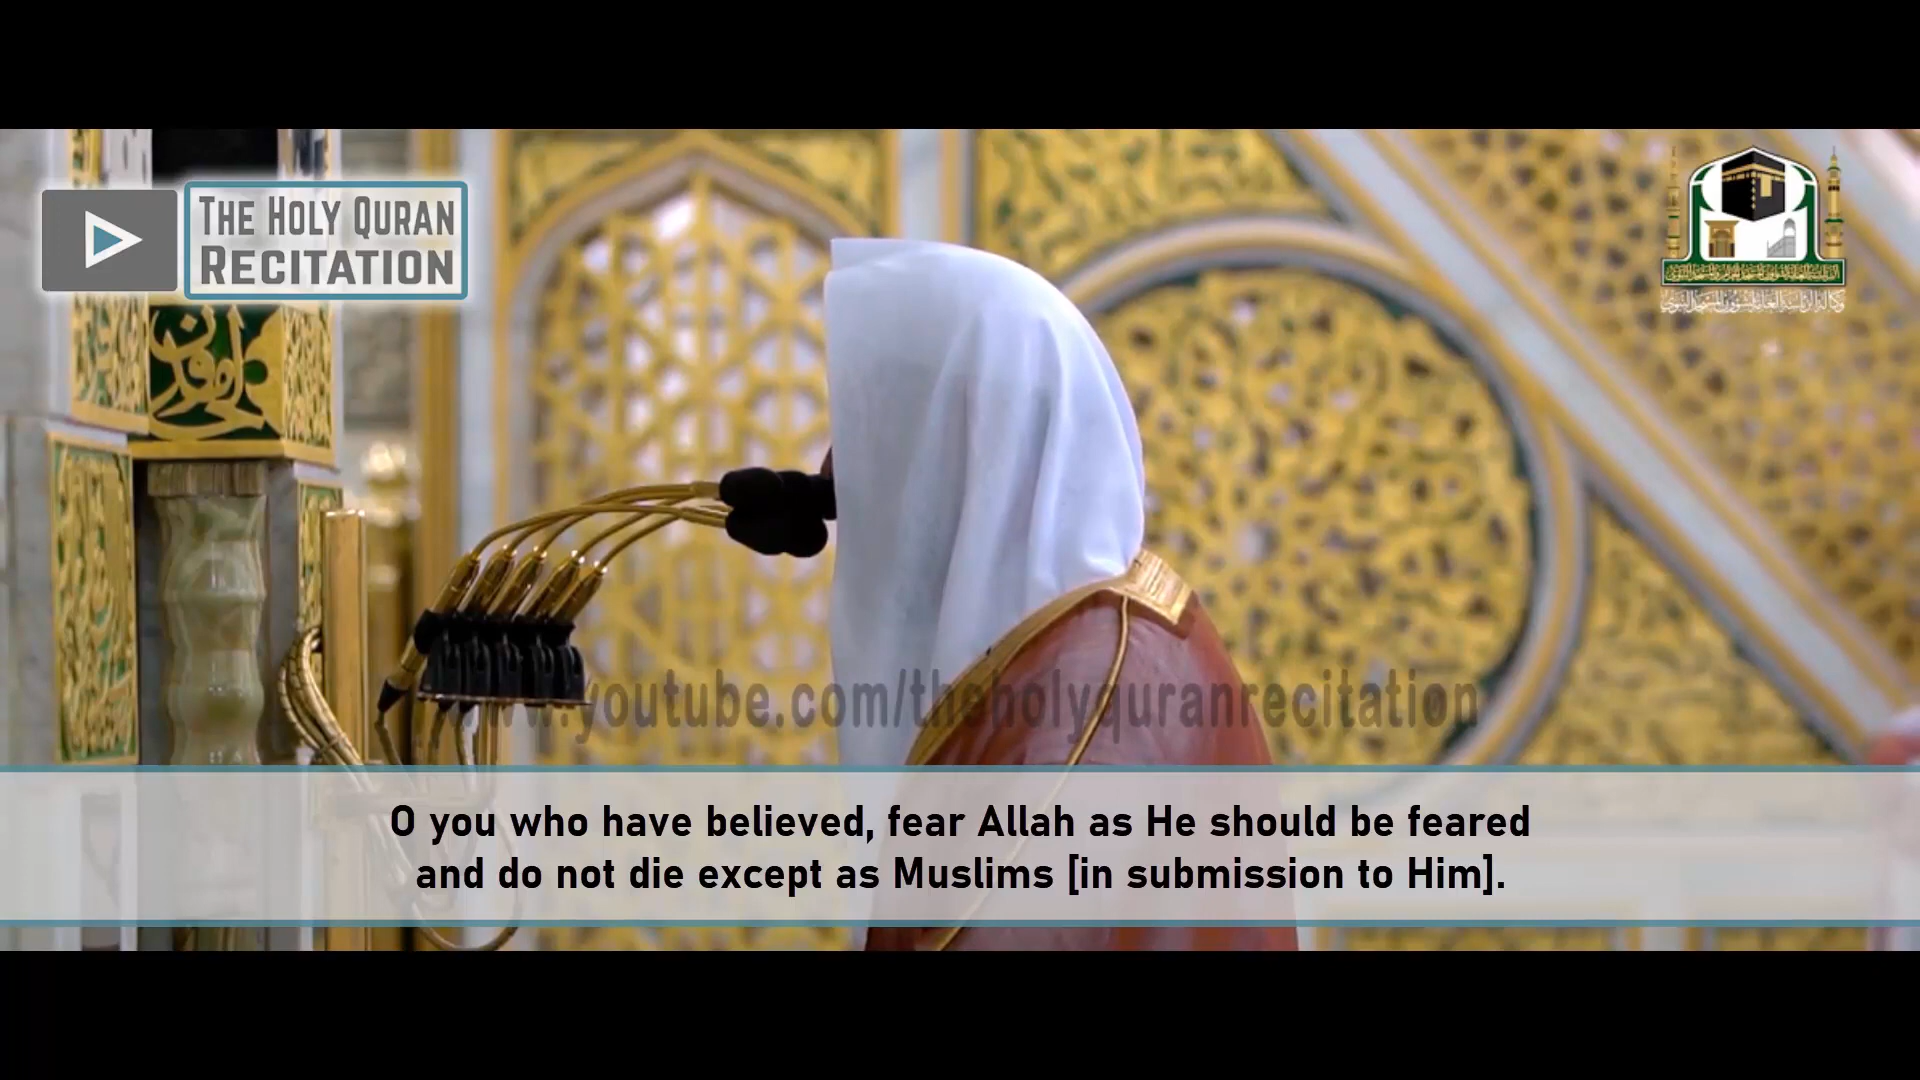 THE HOLY QURAN
RECITATION
www.youtube.com/theholyquranrecitation
O you who have believed, fear Allah as He should be feared
and do not die except as Muslims [in submission to Him].